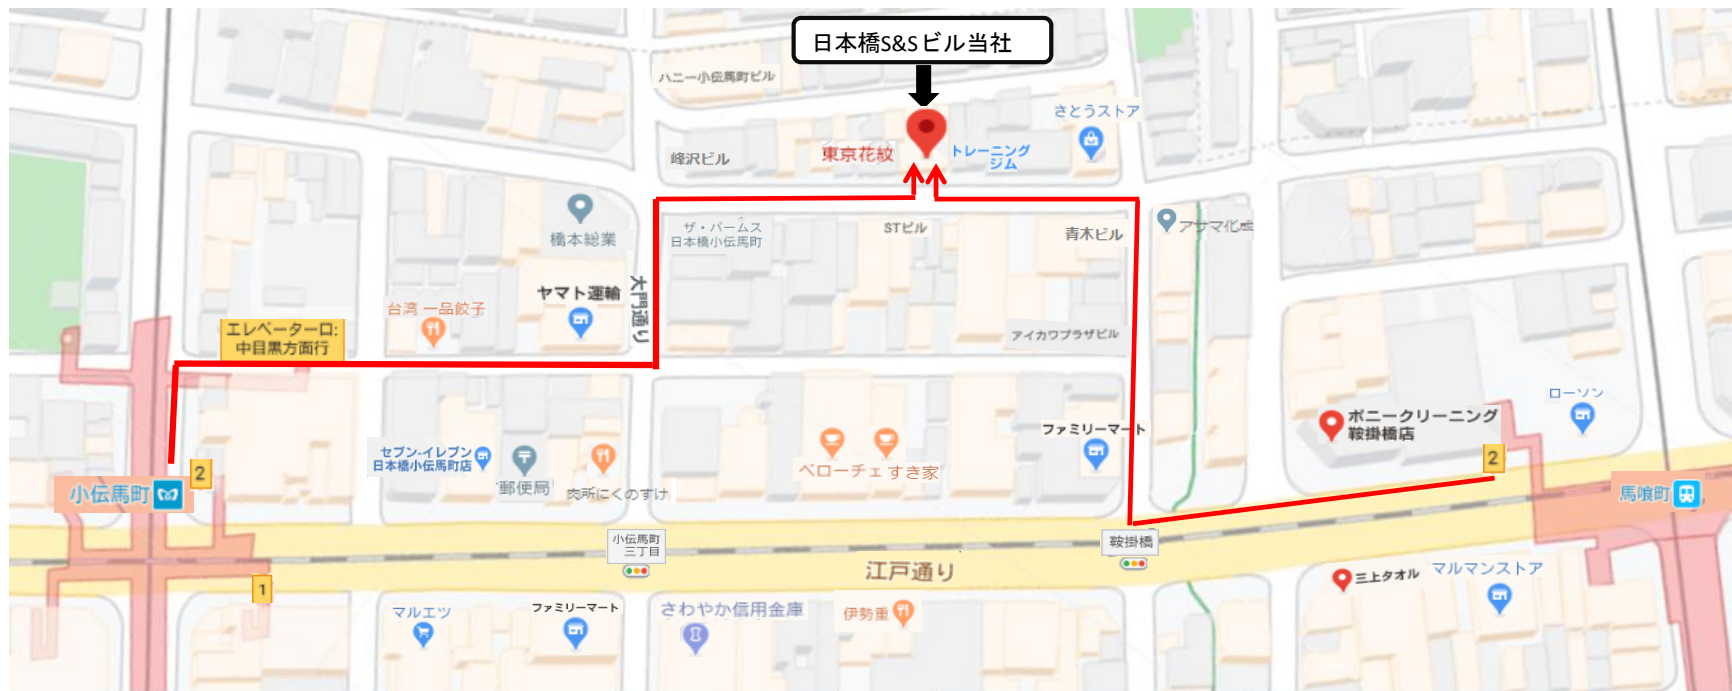 日本橋S&Sビル当社
ハニー小伝馬町ビル
さとうストア
峰沢ビル
東京花紋
トレーニング
ジム
橋本総業
ザ・パームス
日本橋小伝馬町
STビル
青木ビル
アサマ化成
ヤマト運輸
大門通り
台湾 一品餃子
エレベーター口:
中目黒方面行
アイカワプラザビル
ローソン
ポニークリーニング
鞍掛橋店
ファミリーマート
セブン-イレブン
日本橋小伝馬町店
郵便局
肉所にくのすけ
ベローチェ
すき家
2
小伝馬町
2
馬喰町
小伝馬町
三丁目
鞍掛橋
江戸通り
1
三上タオル
マルマンストア
マルエツ
ファミリーマート
さわやか信用金庫
伊勢重